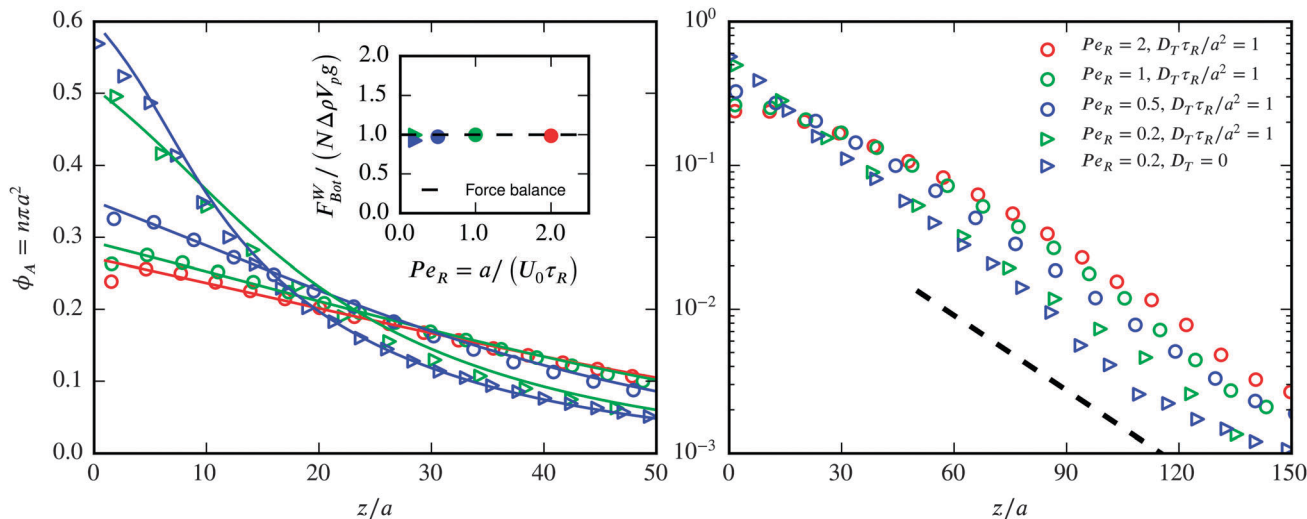 0.6
0.5
0.4
0.3
0.2
0.1
0.0
ϕ_A = nπa²
0 10 20 30 40 50
z/a
2.0
1.5
1.0
0.5
0.0
F^W_Bot / (N Δρ V_p g)
Force balance
0.0 1.0 2.0
Pe_R = a/ (U_0 τ_R)
10⁰
10⁻¹
10⁻²
10⁻³
Pe_R = 2, D_T τ_R/a² = 1
Pe_R = 1, D_T τ_R/a² = 1
Pe_R = 0.5, D_T τ_R/a² = 1
Pe_R = 0.2, D_T τ_R/a² = 1
Pe_R = 0.2, D_T = 0
0 30 60 90 120 150
z/a